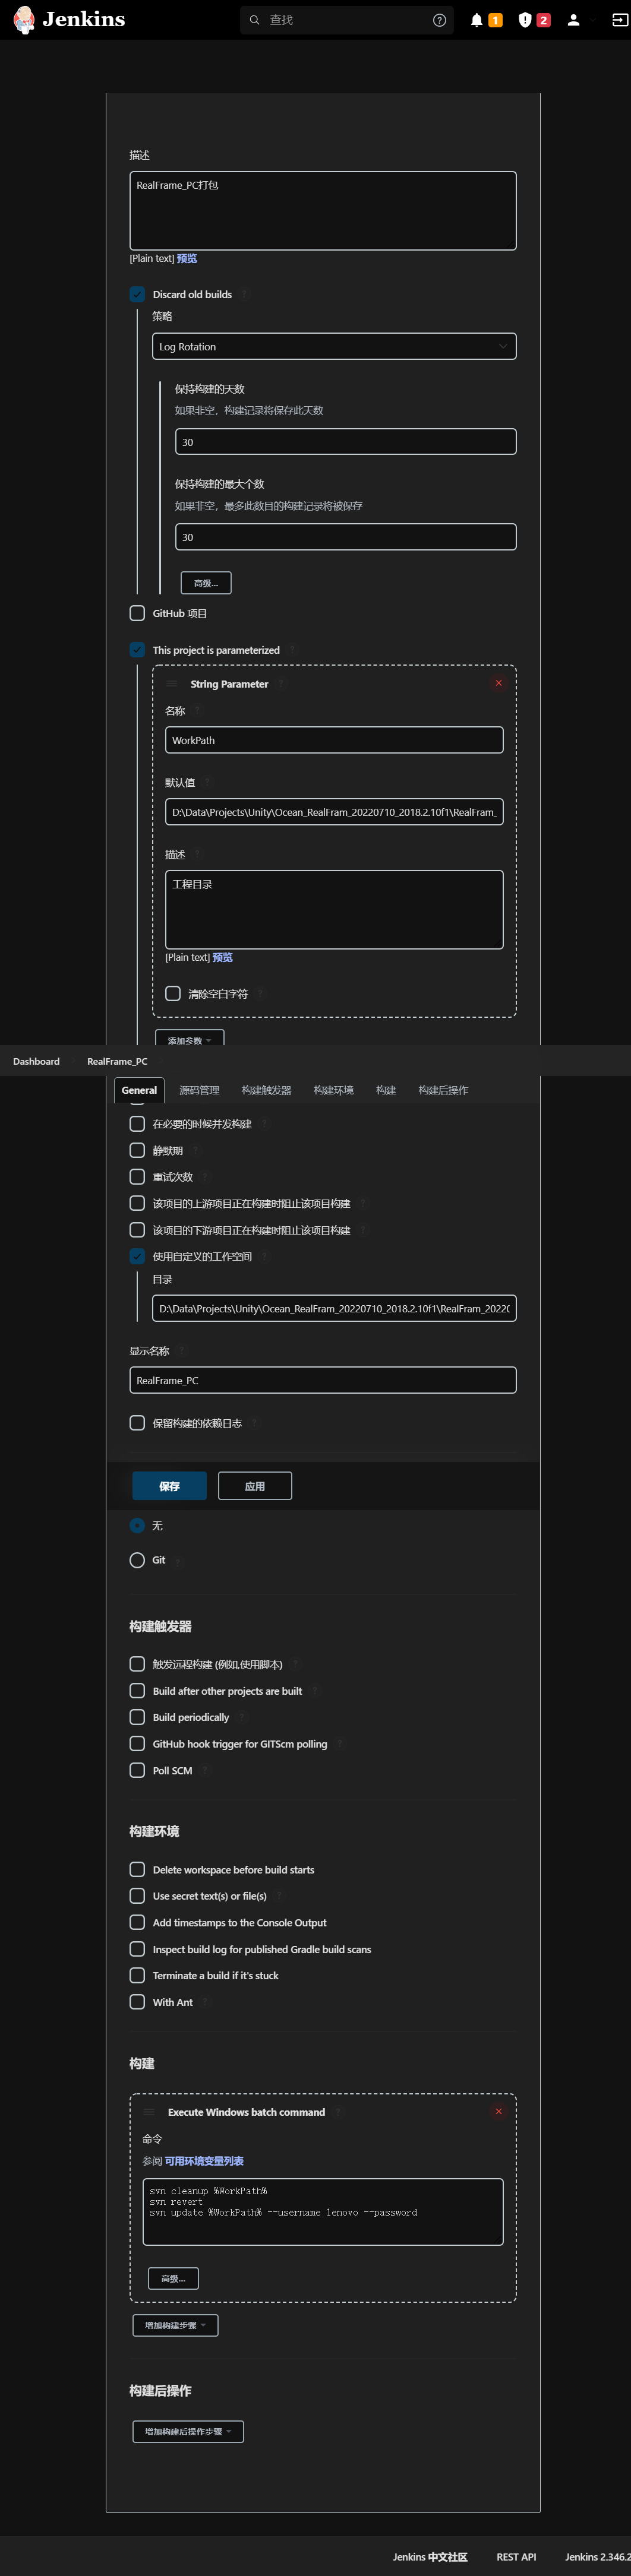 Jenkins
查找
1
2
描述
RealFrame_PC打包
[Plain text] 预览
Discard old builds ?
策略
Log Rotation
保持构建的天数
如果非空，构建记录将保存此天数
30
保持构建的最大个数
如果非空，最多此数目的构建记录将被保存
30
高级...
GitHub 项目
This project is parameterized ?
String Parameter ?
名称 ?
WorkPath
默认值 ?
D:\Data\Projects\Unity\Ocean_RealFram_20220710_2018.2.10f1\RealFram_
描述 ?
工程目录
[Plain text] 预览
清除空白字符 ?
添加参数
Dashboard RealFrame_PC
General 源码管理 构建触发器 构建环境 构建 构建后操作
在必要的时候并发构建 ?
静默期 ?
重试次数 ?
该项目的上游项目正在构建时阻止该项目构建 ?
该项目的下游项目正在构建时阻止该项目构建 ?
使用自定义的工作空间 ?
目录
D:\Data\Projects\Unity\Ocean_RealFram_20220710_2018.2.10f1\RealFram_2022
显示名称 ?
RealFrame_PC
保留构建的依赖日志 ?
保存 应用
无
Git ?
构建触发器
触发远程构建 (例如,使用脚本) ?
Build after other projects are built ?
Build periodically ?
GitHub hook trigger for GITScm polling ?
Poll SCM ?
构建环境
Delete workspace before build starts
Use secret text(s) or file(s) ?
Add timestamps to the Console Output
Inspect build log for published Gradle build scans
Terminate a build if it's stuck
With Ant ?
构建
Execute Windows batch command ?
命令
参阅 可用环境变量列表
svn cleanup %WorkPath%
svn revert
svn update %WorkPath% --username lenovo --password
高级...
增加构建步骤
构建后操作
增加构建后操作步骤
Jenkins 中文社区 REST API Jenkins 2.346.2